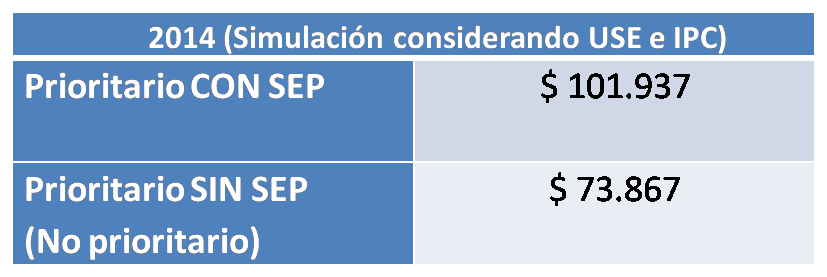 2014 (Simulación considerando USE e IPC)
Prioritario CON SEP
$ 101.937
Prioritario SIN SEP
(No prioritario)
$ 73.867